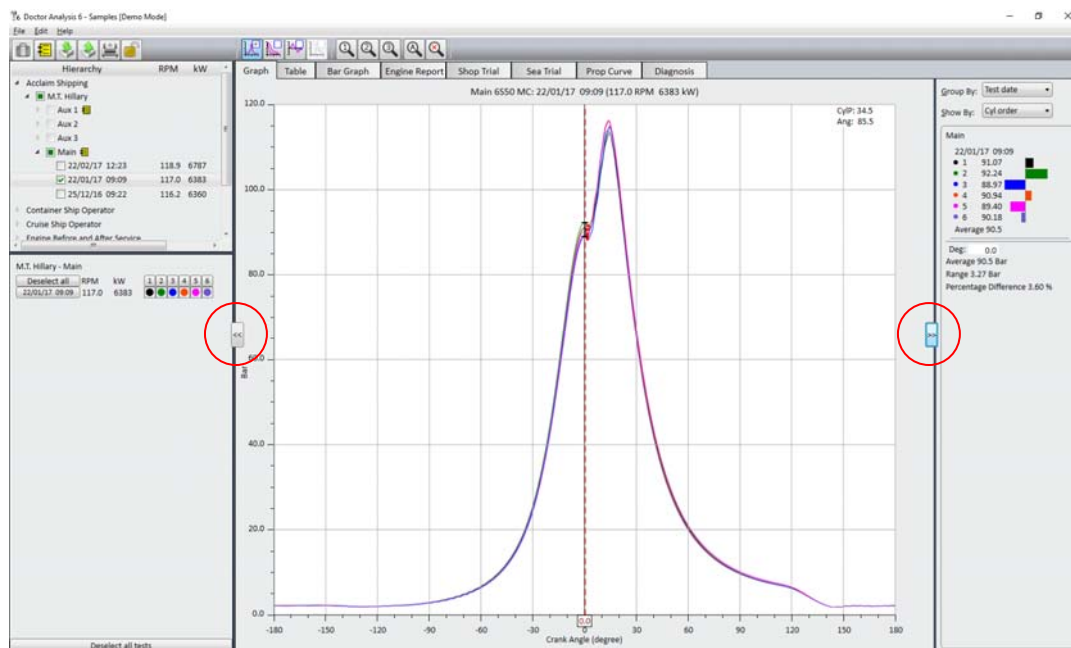 Doctor Analysis 6 - Samples [Demo Mode]
File Edit Help
Hierarchy RPM kW
Acclaim Shipping
M.T. Hillary
Aux 1
Aux 2
Aux 3
Main
22/02/17 12:23 118.9 6787
22/01/17 09:09 117.0 6383
25/12/16 09:22 116.2 6360
Container Ship Operator
Cruise Ship Operator
Engine Before and After Service
M.T. Hillary - Main
Deselect all RPM kW 1 2 3 4 5 6
22/01/17 09:09 117.0 6383
<<
Deselect all tests
1 2 3 A
Graph Table Bar Graph Engine Report Shop Trial Sea Trial Prop Curve Diagnosis
Main 6550 MC: 22/01/17 09:09 (117.0 RPM 6383 kW)
CylP: 34.5
Ang: 85.5
120.0
100.0
80.0
60.0
40.0
20.0
0.0
Bar
-180 -150 -120 -90 -60 -30 0 30 60 90 120 150 180
0.0
Crank Angle (degree)
>>
Group By: Test date
Show By: Cyl order
Main
22/01/17 09:09
1 91.07
2 92.24
3 88.97
4 90.94
5 89.40
6 90.18
Average 90.5
Deg: 0.0
Average 90.5 Bar
Range 3.27 Bar
Percentage Difference 3.60 %